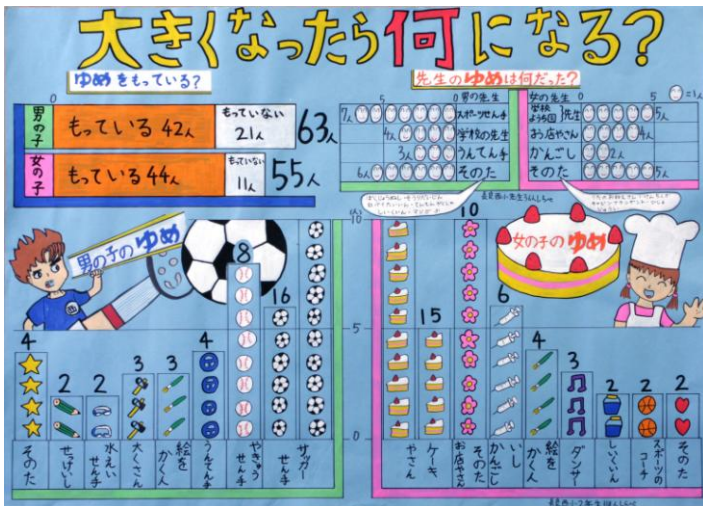 大きくなったら何になる?
ゆめをもっている?
0
男の子
もっている 42人
もっていない
21人
63人
女の子
もっている 44人
もっていない
11人
55人
先生のゆめは何だった?
5
0
男の先生
7人
スポーツせん手
4人
学校の先生
3人
うんてん手
6人
そのた
0
5
女の先生
学校
ようち園
先生
5人
お店やさん
4人
かんごし
2人
そのた
5人
男の子のゆめ
4
2
2
3
3
4
8
16
そのた
せっけいし
水えいせん手
大くさん
絵をかく人
うんてん手
やきゅうせん手
サッカーせん手
女の子のゆめ
(人)
10
5
0
15
10
6
4
3
2
2
2
ケーキやさん
そのたお店やさん
いしかんごし
絵をかく人
ダンサー
しいくいん
スポーツのコーチ
そのた